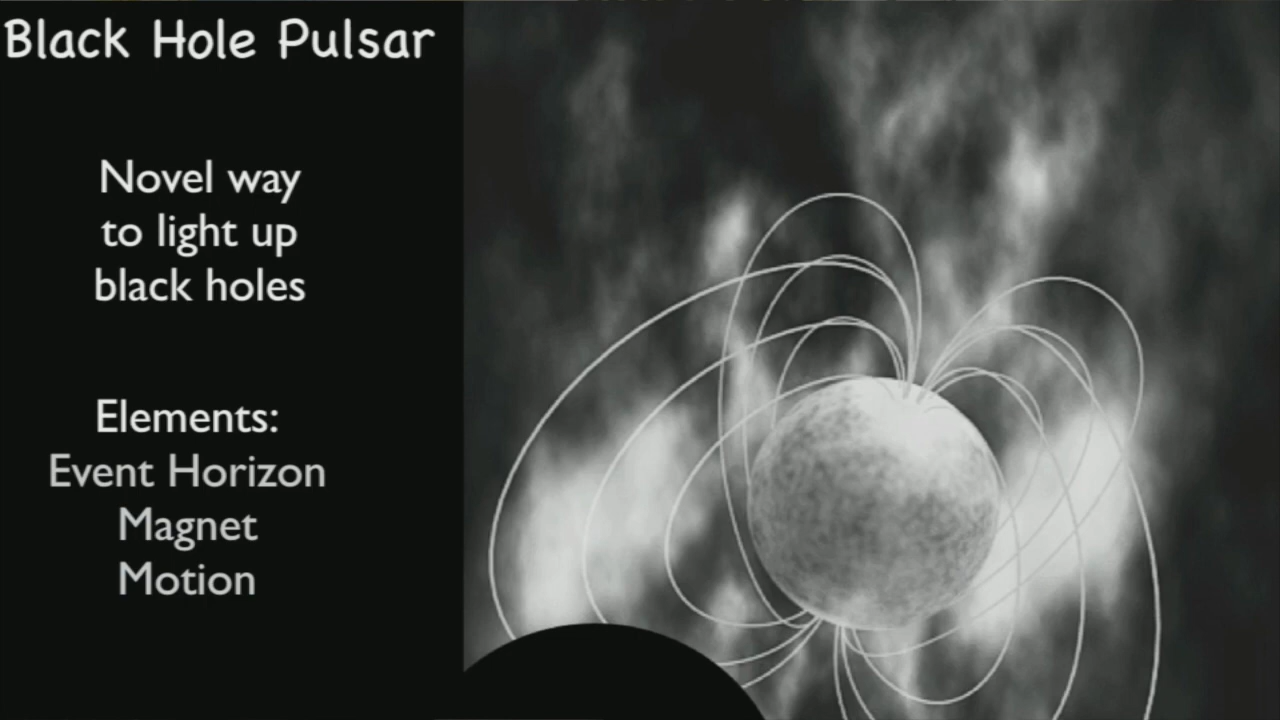 Black Hole Pulsar
Novel way
to light up
black holes
Elements:
Event Horizon
Magnet
Motion